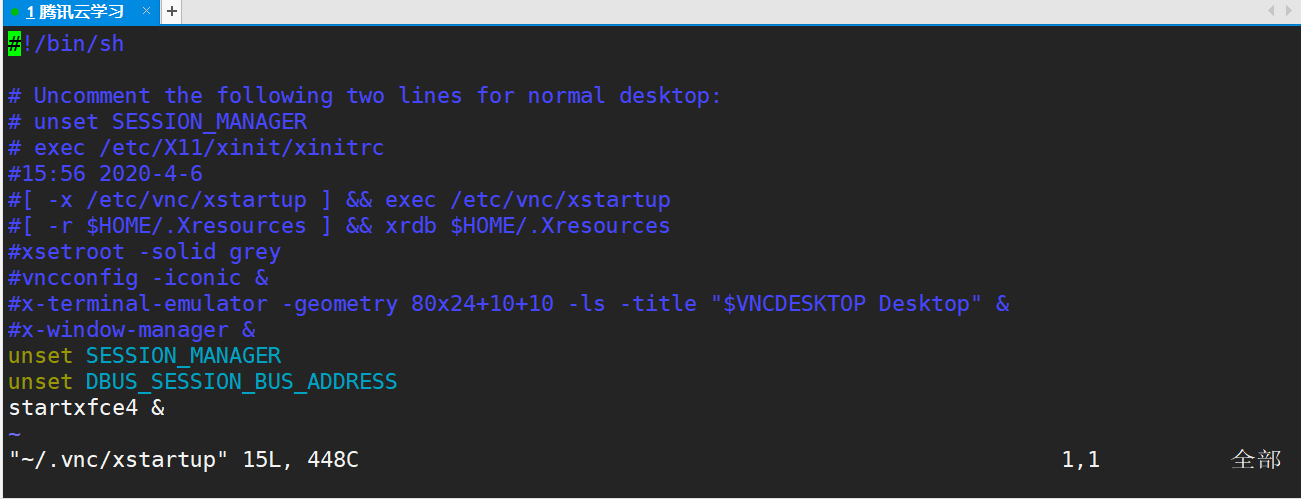 1 腾讯云学习 × +
#!/bin/sh
# Uncomment the following two lines for normal desktop:
# unset SESSION_MANAGER
# exec /etc/X11/xinit/xinitrc
#15:56 2020-4-6
#[ -x /etc/vnc/xstartup ] && exec /etc/vnc/xstartup
#[ -r $HOME/.Xresources ] && xrdb $HOME/.Xresources
#xsetroot -solid grey
#vncconfig -iconic &
#x-terminal-emulator -geometry 80x24+10+10 -ls -title "$VNCDESKTOP Desktop" &
#x-window-manager &
unset SESSION_MANAGER
unset DBUS_SESSION_BUS_ADDRESS
startxfce4 &
~
"~/.vnc/xstartup" 15L, 448C 1,1 全部